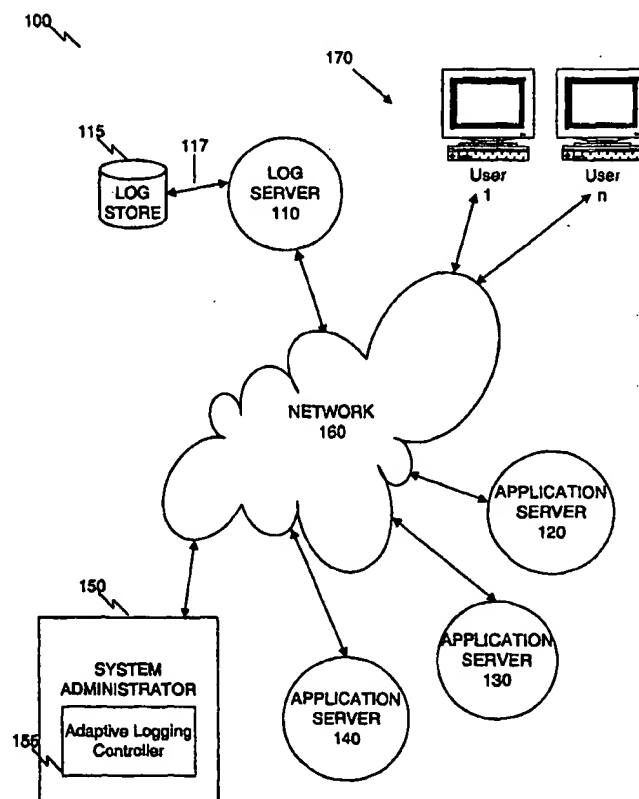 100
170
115
117
LOG
STORE
LOG
SERVER
110
User
1
User
n
NETWORK
160
APPLICATION
SERVER
120
150
APPLICATION
SERVER
130
SYSTEM
ADMINISTRATOR
APPLICATION
SERVER
140
155
Adaptive Logging
Controller